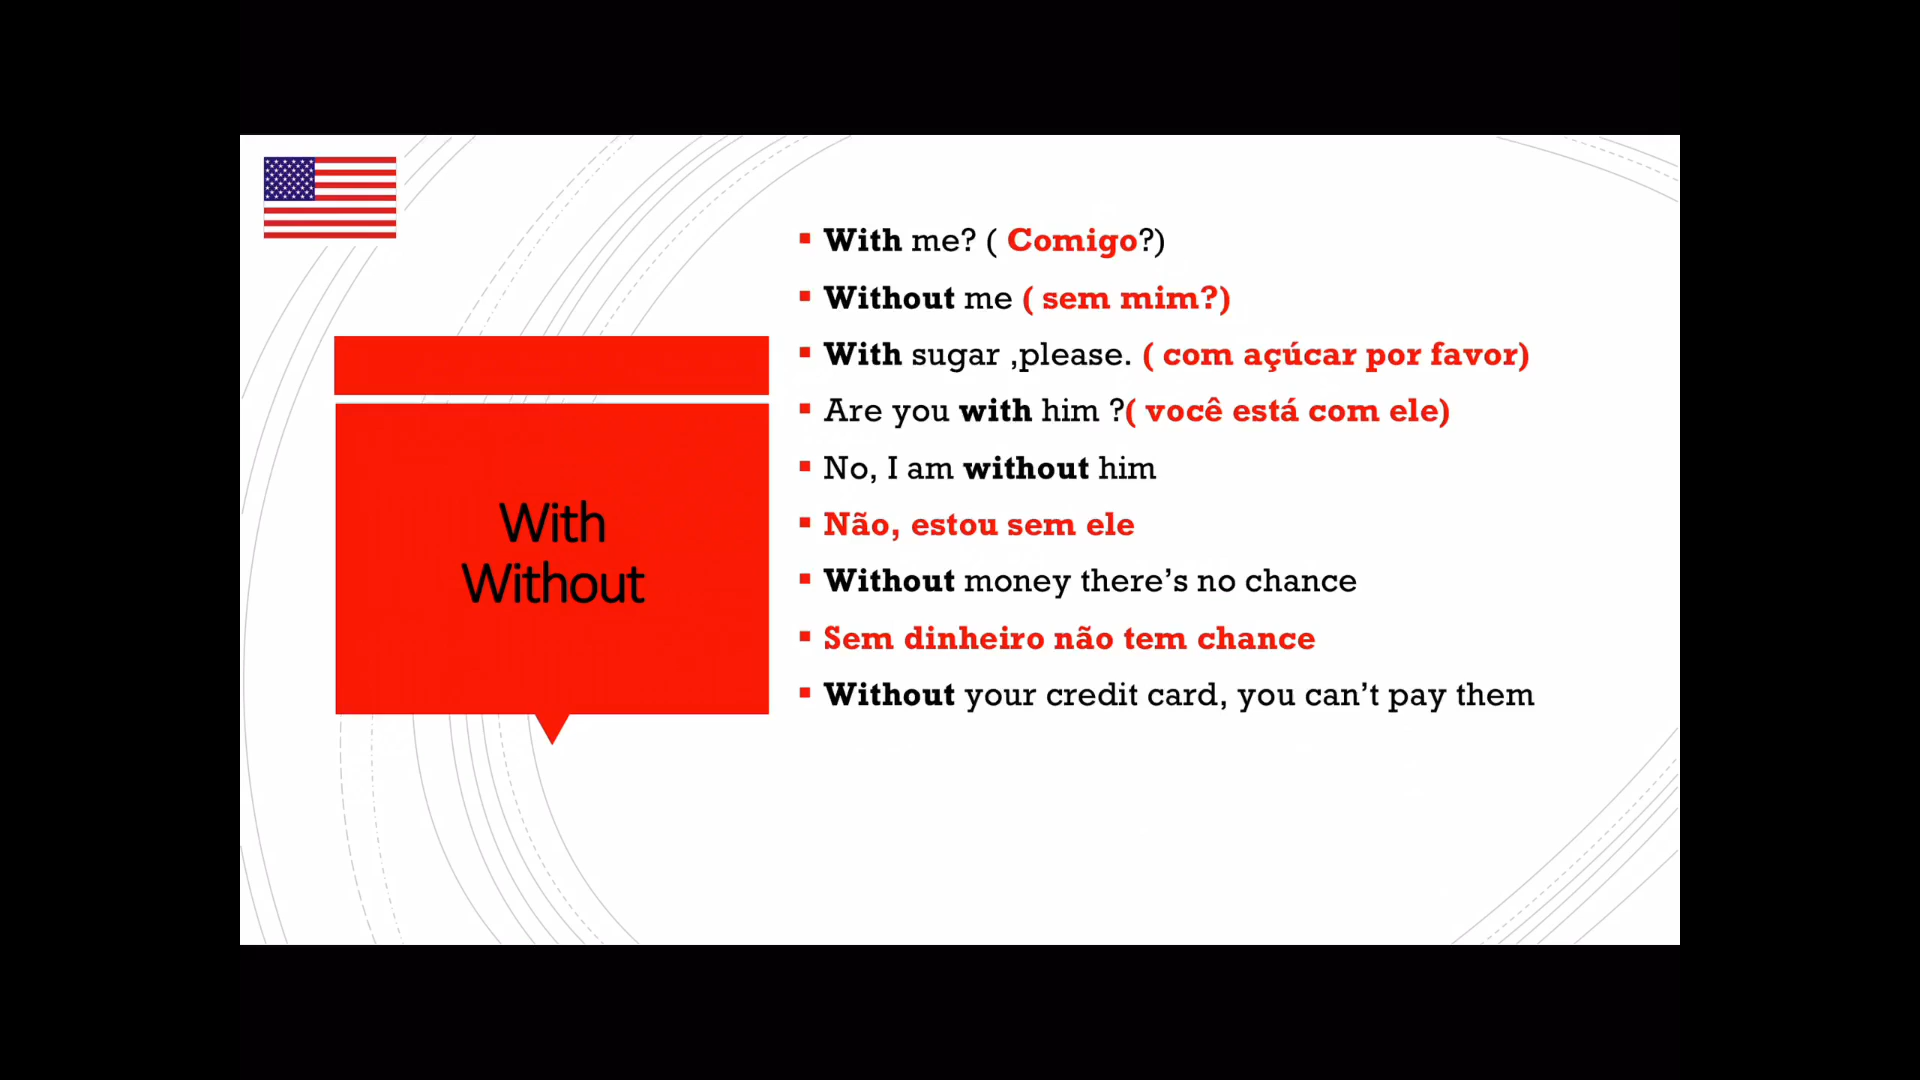 With
Without
With me? ( Comigo?)
Without me ( sem mim?)
With sugar ,please. ( com açúcar por favor)
Are you with him ?( você está com ele)
No, I am without him
Não, estou sem ele
Without money there’s no chance
Sem dinheiro não tem chance
Without your credit card, you can’t pay them